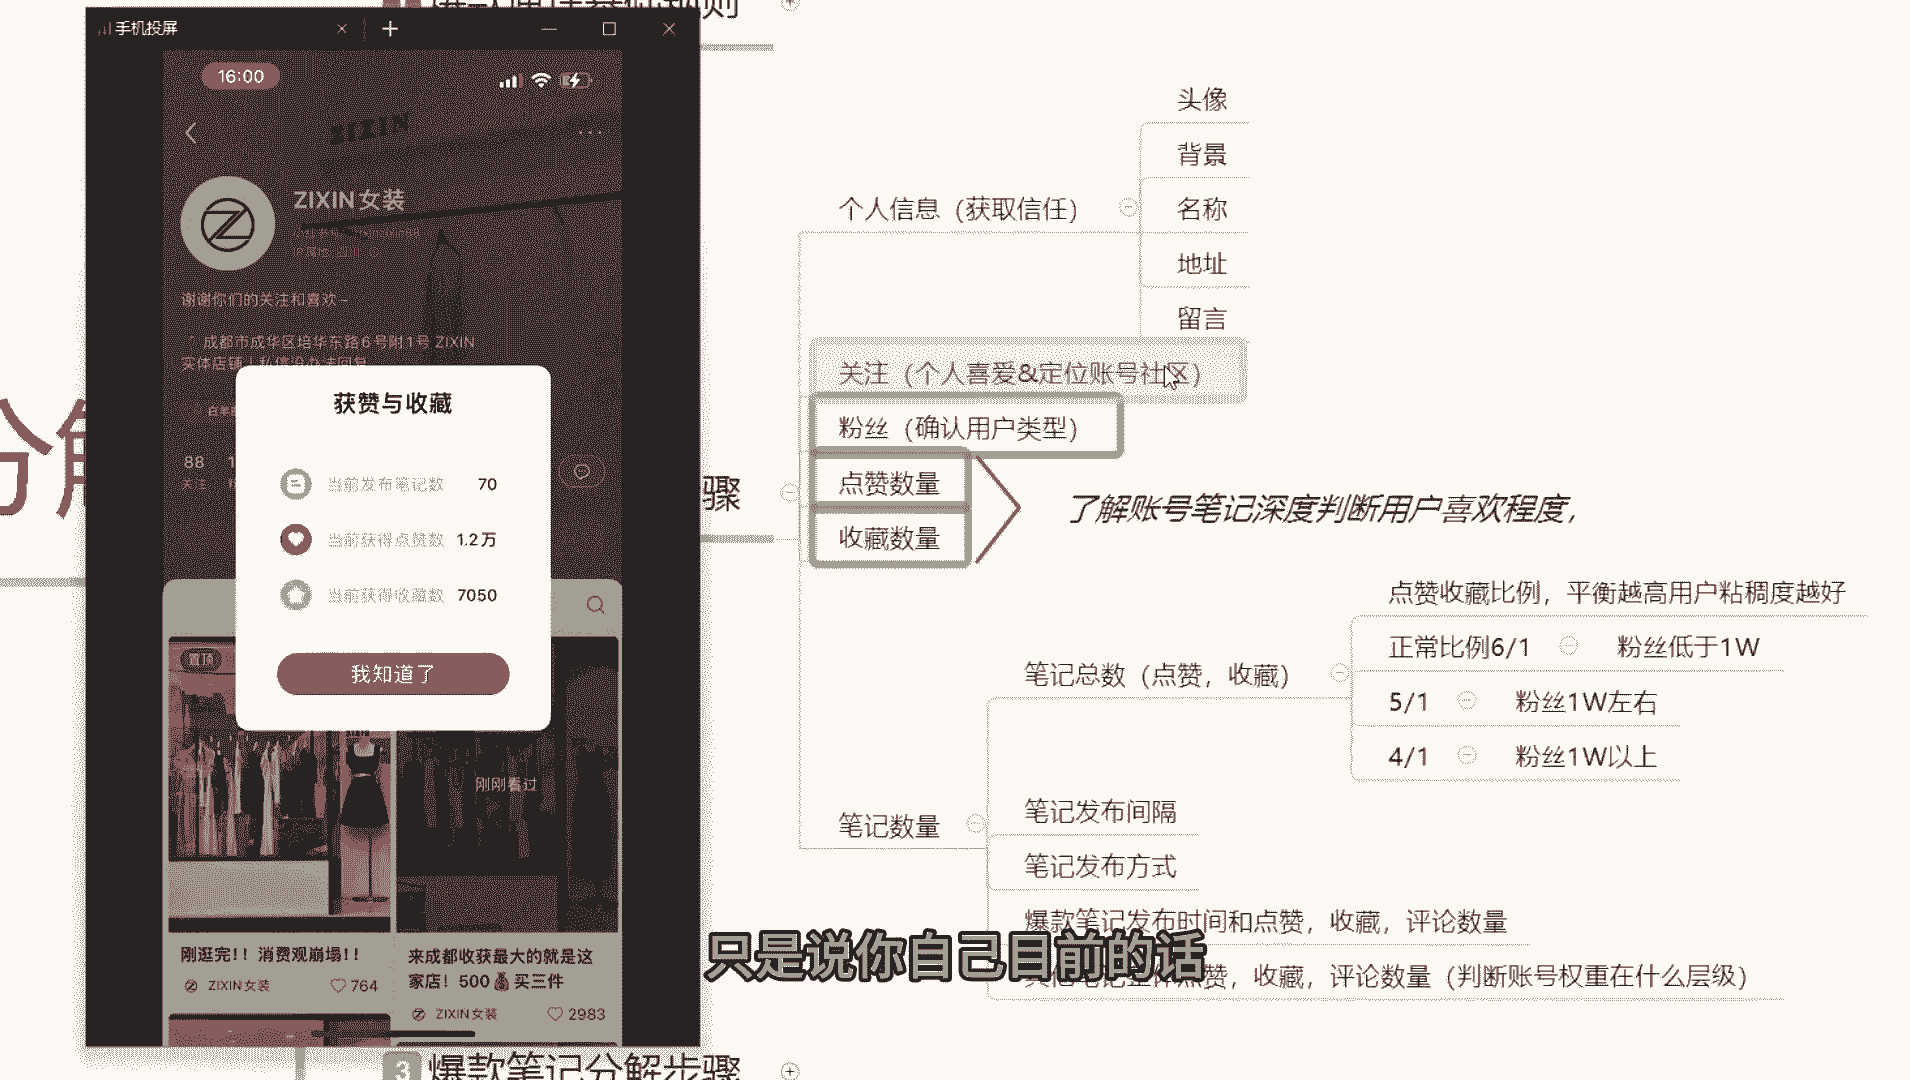 手机投屏
16:00
ZIXIN
ZIXIN女装
谢谢你们的关注和喜欢~
成都市成华区培华东路6号附1号 ZIXIN
实体店铺
88
关注
获赞与收藏
当前发布笔记数 70
当前获得点赞数 1.2万
当前获得收藏数 7050
我知道了
置顶
刚刚看过
刚逛完!! 消费观崩塌!!
ZIXIN女装 764
来成都收获最大的就是这
家店! 500💰买三件
ZIXIN女装 2983
分解
骤
个人信息（获取信任）
头像
背景
名称
地址
留言
关注（个人喜爱&定位账号社区）
粉丝（确认用户类型）
点赞数量
收藏数量
了解账号笔记深度判断用户喜欢程度，
笔记数量
笔记总数（点赞，收藏）
点赞收藏比例，平衡越高用户粘稠度越好
正常比例6/1 粉丝低于1W
5/1 粉丝1W左右
4/1 粉丝1W以上
笔记发布间隔
笔记发布方式
爆款笔记发布时间和点赞，收藏，评论数量
点赞，收藏，评论数量（判断账号权重在什么层级）
只是说你自己目前的话
3 爆款笔记分解步骤